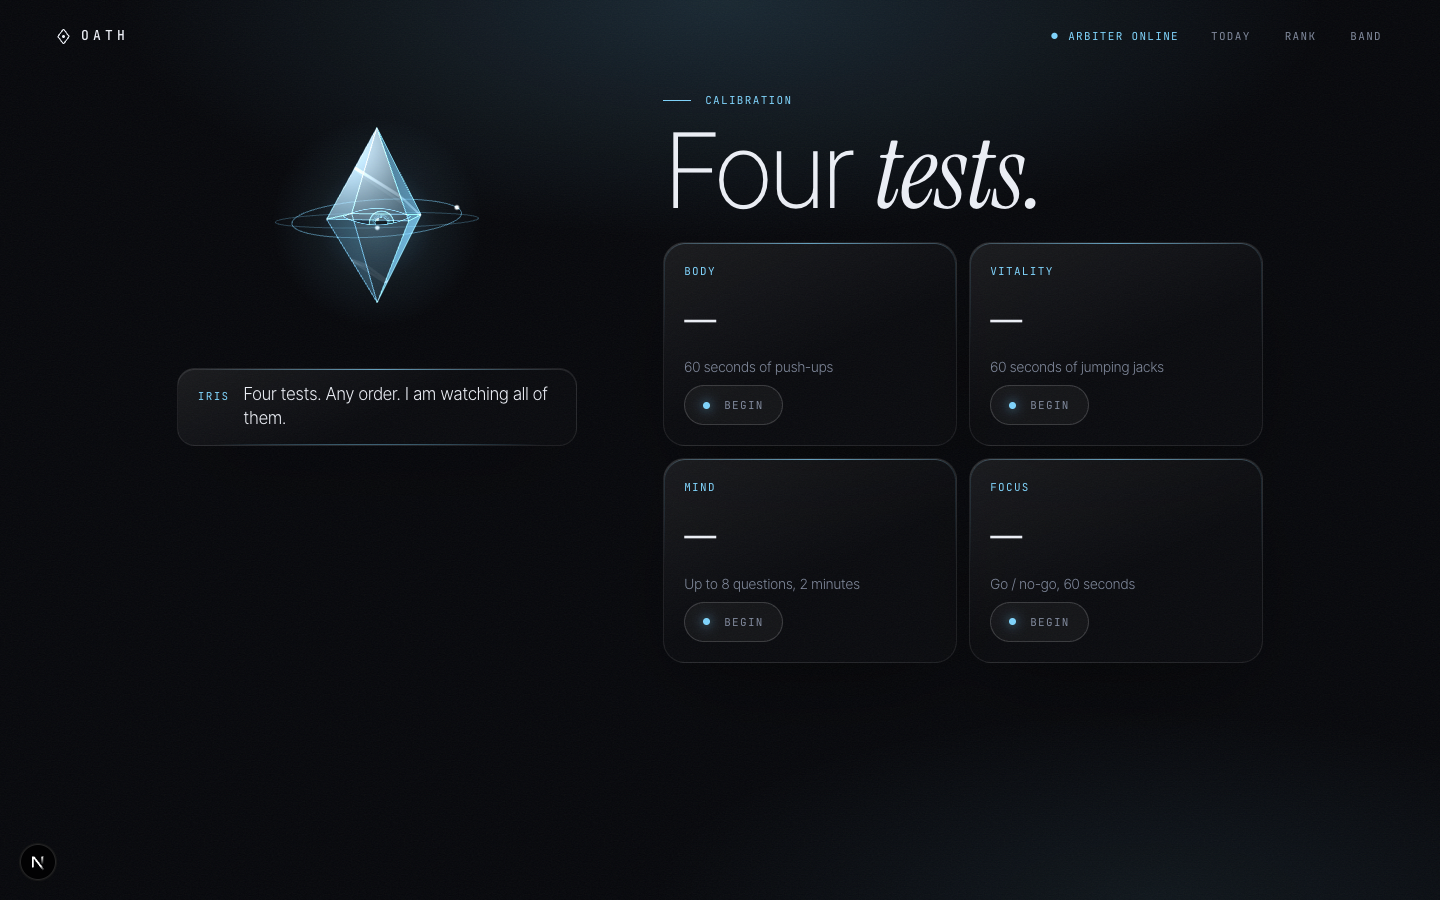 OATH
ARBITER ONLINE
TODAY
RANK
BAND
CALIBRATION
Four tests.
IRIS
Four tests. Any order. I am watching all of
them.
BODY
—
60 seconds of push-ups
BEGIN
VITALITY
—
60 seconds of jumping jacks
BEGIN
MIND
—
Up to 8 questions, 2 minutes
BEGIN
FOCUS
—
Go / no-go, 60 seconds
BEGIN
N